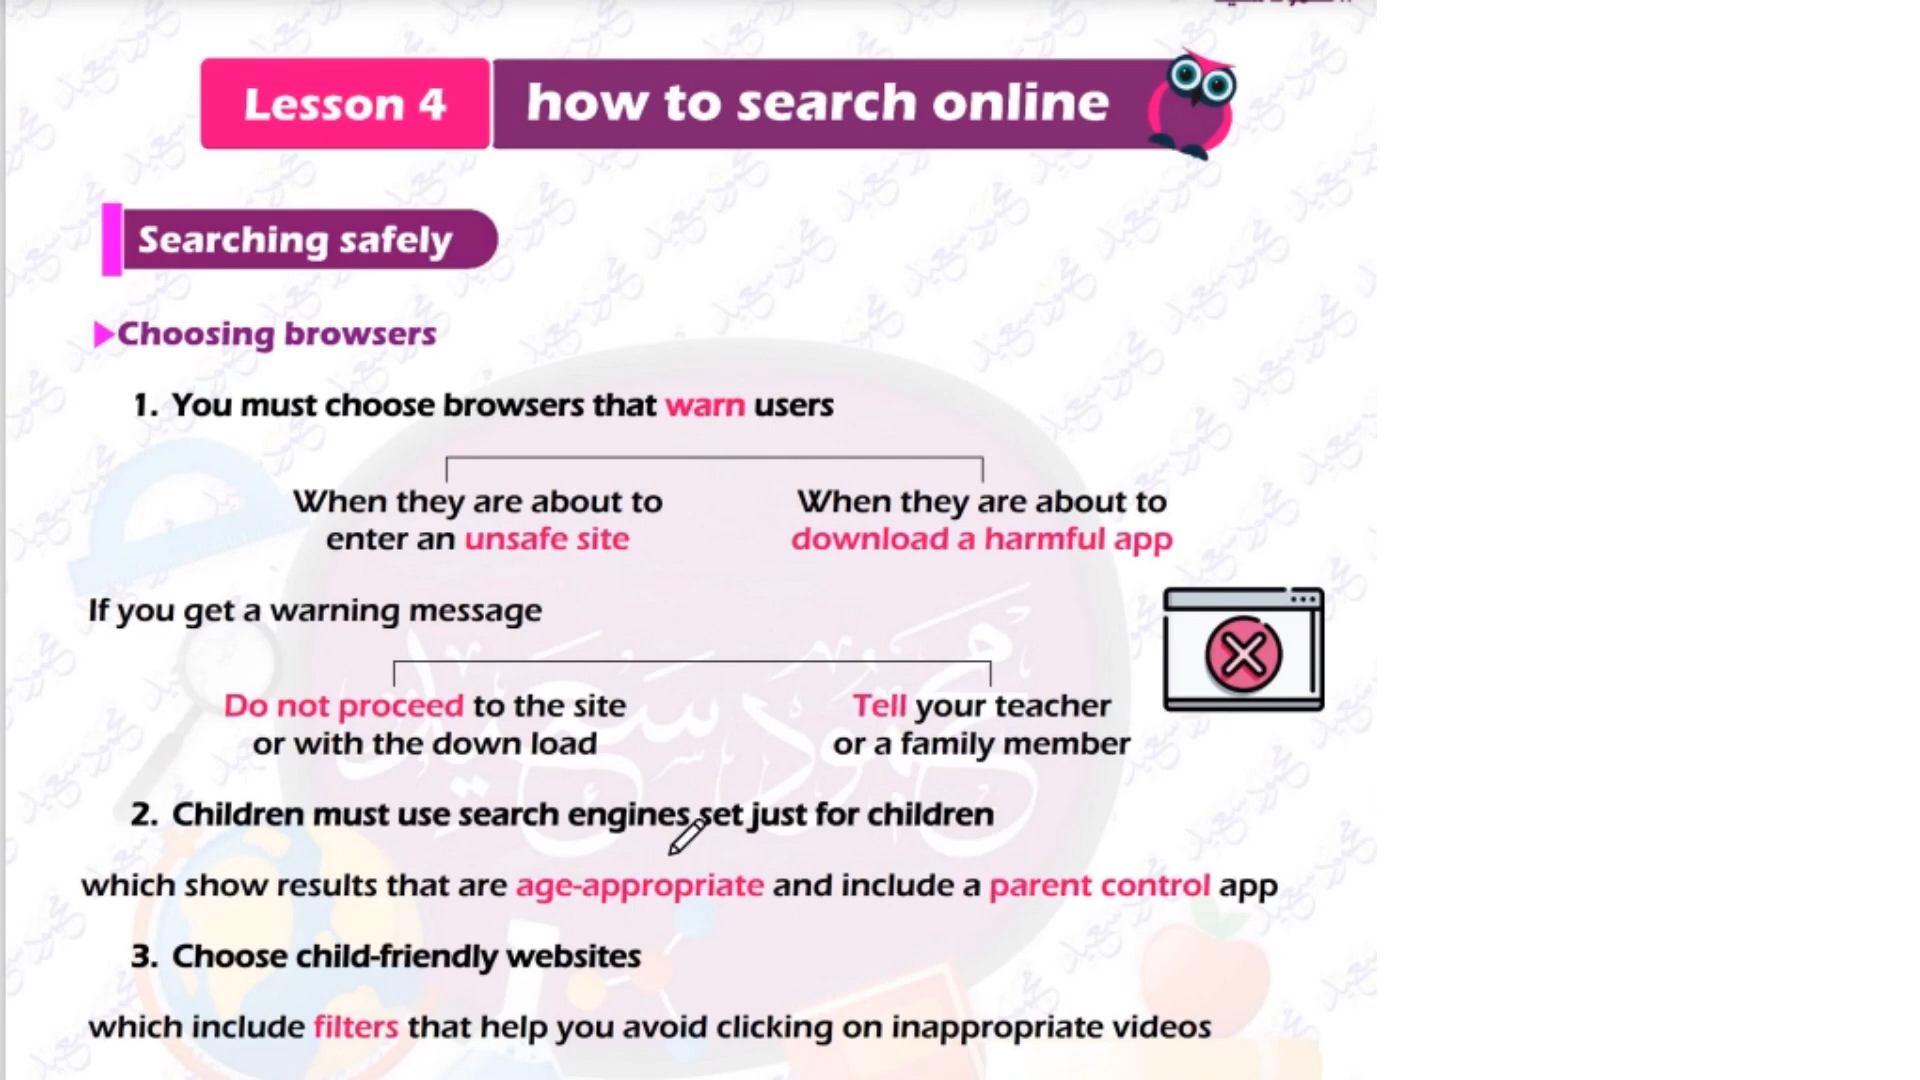 Lesson 4 how to search online
Searching safely
Choosing browsers
1. You must choose browsers that warn users
When they are about to enter an unsafe site
When they are about to download a harmful app
If you get a warning message
Do not proceed to the site or with the down load
Tell your teacher or a family member
2. Children must use search engines set just for children
which show results that are age-appropriate and include a parent control app
3. Choose child-friendly websites
which include filters that help you avoid clicking on inappropriate videos
محمود سعيد